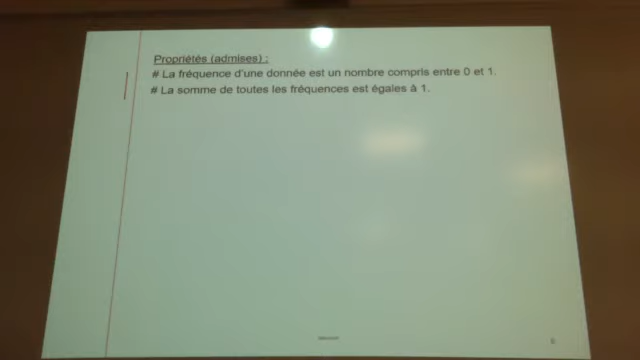 Propriétés (admises) :
# La fréquence d'une donnée est un nombre compris entre 0 et 1.
# La somme de toutes les fréquences est égales à 1.